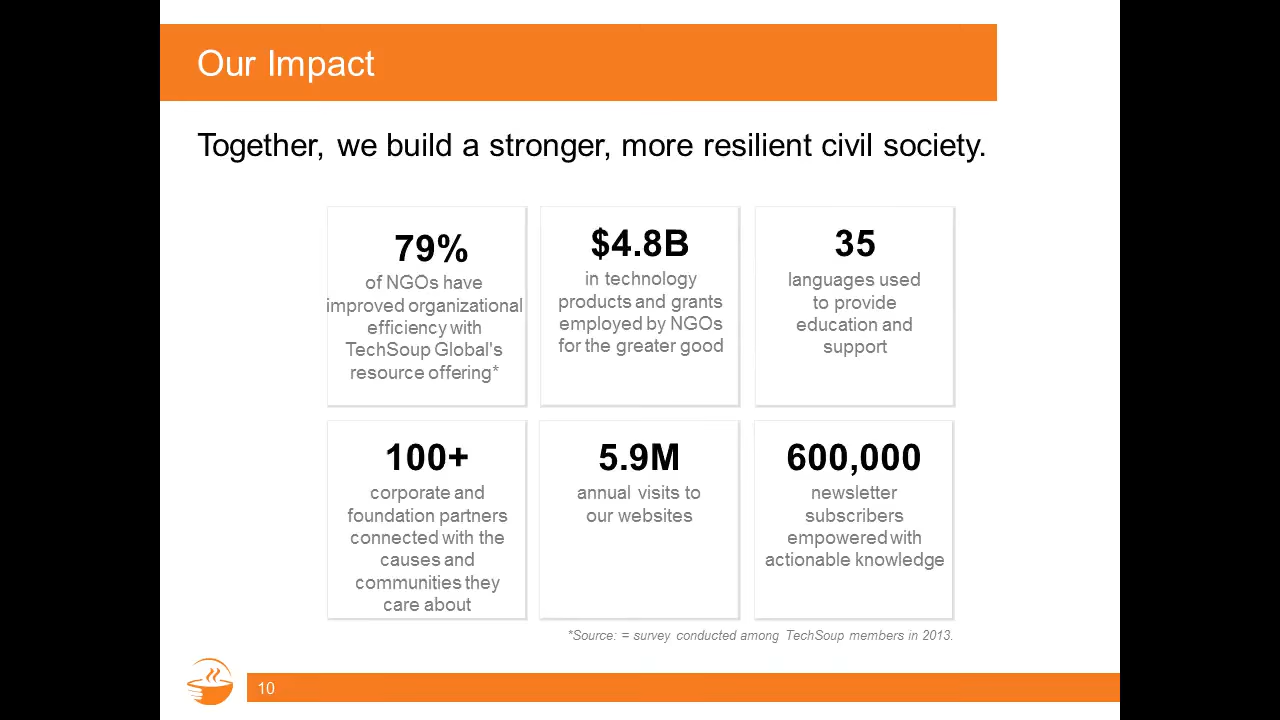 Our Impact
Together, we build a stronger, more resilient civil society.
79%
of NGOs have
improved organizational
efficiency with
TechSoup Global's
resource offering*
$4.8B
in technology
products and grants
employed by NGOs
for the greater good
35
languages used
to provide
education and
support
100+
corporate and
foundation partners
connected with the
causes and
communities they
care about
5.9M
annual visits to
our websites
600,000
newsletter
subscribers
empowered with
actionable knowledge
*Source: = survey conducted among TechSoup members in 2013.
10